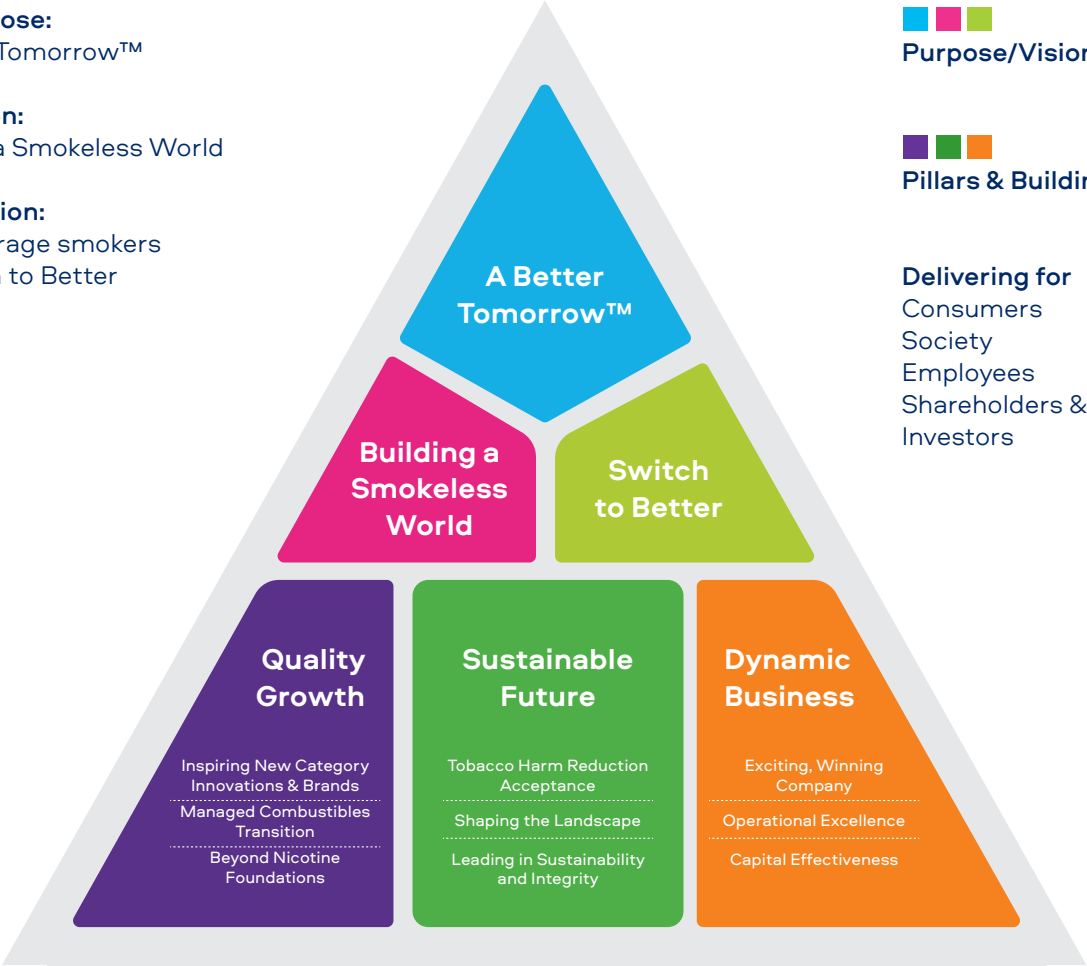 ose:
Tomorrow™
n:
a Smokeless World
ion:
rage smokers
to Better
Purpose/Vision
Pillars & Buildin
Delivering for
Consumers
Society
Employees
Shareholders &
Investors
A Better
Tomorrow™
Building a
Smokeless
World
Switch
to Better
Quality
Growth
Inspiring New Category
Innovations & Brands
Managed Combustibles
Transition
Beyond Nicotine
Foundations
Sustainable
Future
Tobacco Harm Reduction
Acceptance
Shaping the Landscape
Leading in Sustainability
and Integrity
Dynamic
Business
Exciting, Winning
Company
Operational Excellence
Capital Effectiveness